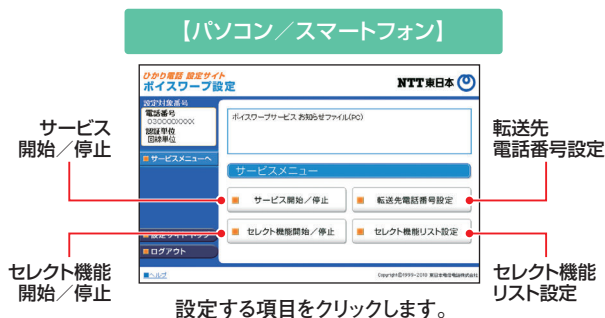 【パソコン／スマートフォン】
ひかり電話 設定サイト
ボイスワープ設定
NTT東日本
設定対象番号
電話番号
認証単位
回線単位
ボイスワープサービス お知らせファイル(PC)
サービスメニューへ
サービスメニュー
サービス開始／停止
転送先電話番号設定
セレクト機能開始／停止
セレクト機能リスト設定
ログアウト
ヘルプ
サービス
開始／停止
転送先
電話番号設定
セレクト機能
開始／停止
セレクト機能
リスト設定
設定する項目をクリックします。